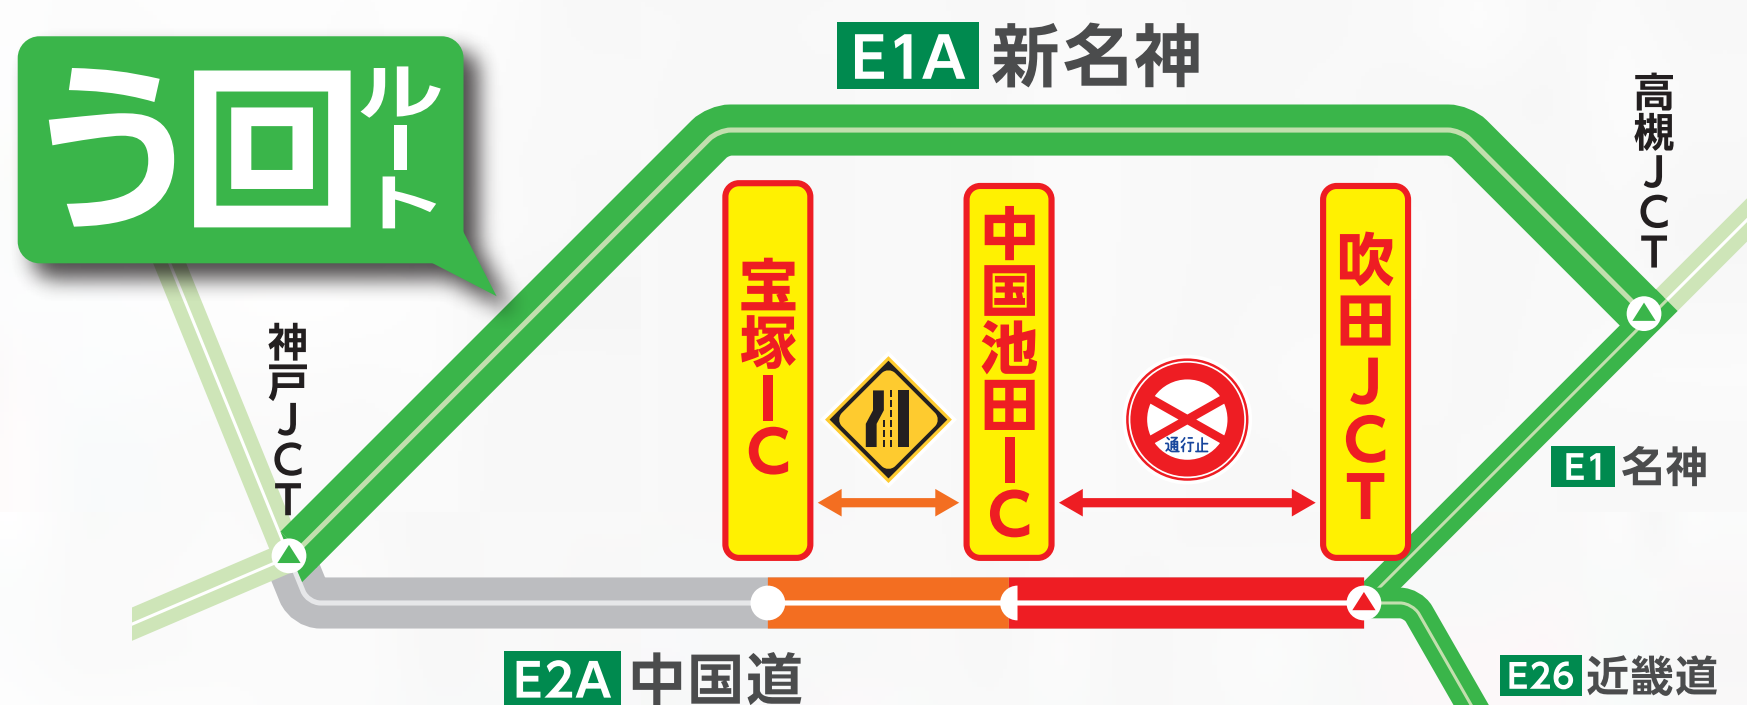 う回ルート
E1A 新名神
高槻JCT
神戸JCT
宝塚IC
中国池田IC
吹田JCT
通行止
E1 名神
E2A 中国道
E26 近畿道